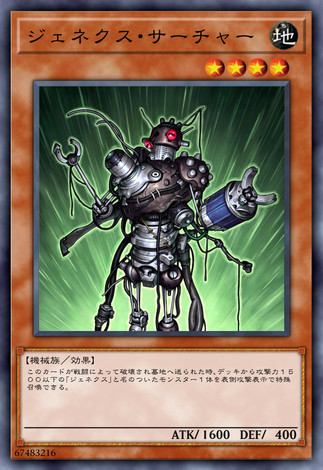 ジェネクス・サーチャー
地
【機械族／効果】
このカードが戦闘によって破壊され墓地へ送られた時、デッキから攻撃力１５
００以下の「ジェネクス」と名のついたモンスター１体を表側攻撃表示で特殊
召喚できる。
ATK/ 1600 DEF/ 400
67483216